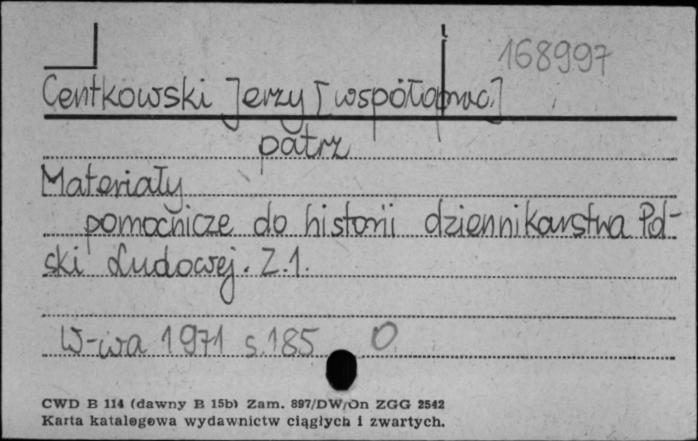 168997
Centkowski Jerzy [współoprac.]
patrz
Materiały
pomocnicze do historii dziennikarstwa Pol-
ski Ludowej. Z.1.
W-wa 1971 s.185 O
CWD B 114 (dawny B 15b) Zam. 897/DW/On ZGG 2542
Karta katalogowa wydawnictw ciągłych i zwartych.